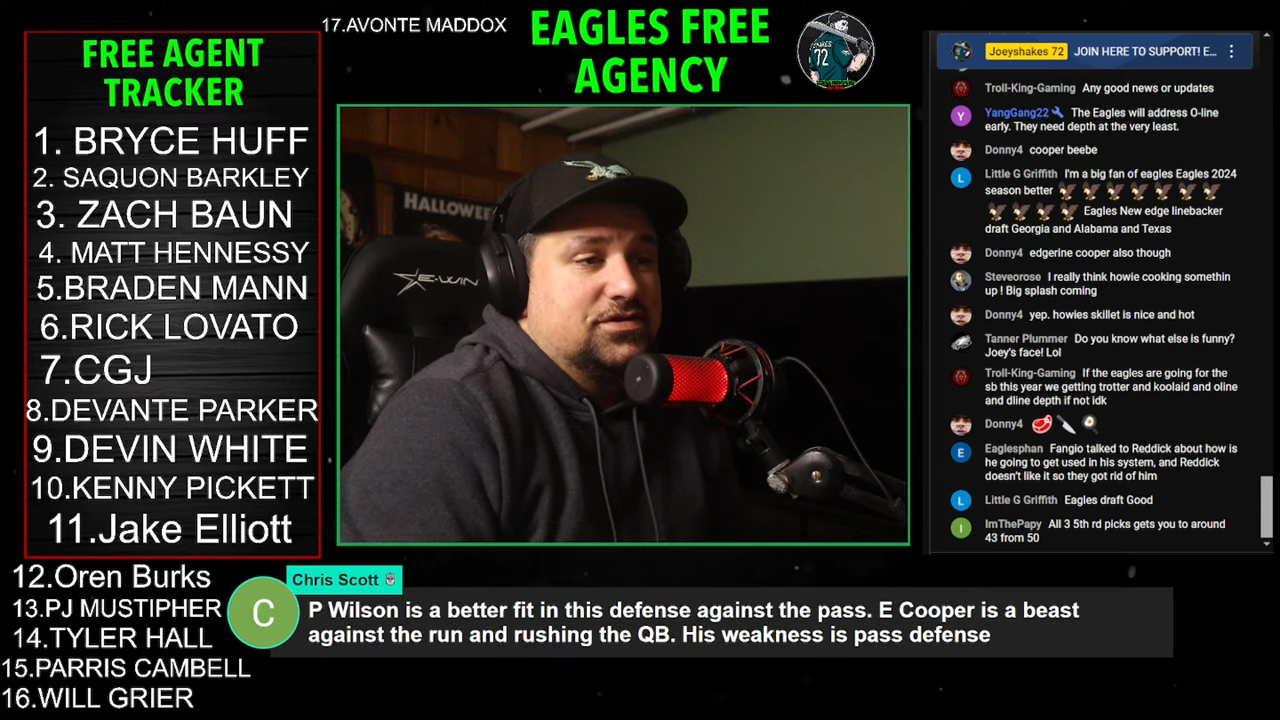 17.AVONTE MADDOX
EAGLES FREE
AGENCY
FREE AGENT
TRACKER
1. BRYCE HUFF
2. SAQUON BARKLEY
3. ZACH BAUN
4. MATT HENNESSY
5.BRADEN MANN
6.RICK LOVATO
7.CGJ
8.DEVANTE PARKER
9.DEVIN WHITE
10.KENNY PICKETT
11.Jake Elliott
12.Oren Burks
13.PJ MUSTIPHER
14.TYLER HALL
15.PARRIS CAMBELL
16.WILL GRIER
72
HALLOWE
E-WIN
Joeyshakes 72 JOIN HERE TO SUPPORT! E...
Troll-King-Gaming Any good news or updates
Y YangGang22 The Eagles will address O-line
early. They need depth at the very least.
Donny4 cooper beebe
L Little G Griffith I'm a big fan of eagles Eagles 2024
season better 🦅 🦅 🦅 🦅 🦅 🦅 🦅
🦅 🦅 🦅 🦅 Eagles New edge linebacker
draft Georgia and Alabama and Texas
Donny4 edgerine cooper also though
Steveorose I really think howie cooking somethin
up ! Big splash coming
Donny4 yep. howies skillet is nice and hot
Tanner Plummer Do you know what else is funny?
Joey's face! Lol
Troll-King-Gaming If the eagles are going for the
sb this year we getting trotter and koolaid and oline
and dline depth if not idk
Donny4 🥩 🔪 🍳
E Eaglesphan Fangio talked to Reddick about how is
he going to get used in his system, and Reddick
doesn't like it so they got rid of him
L Little G Griffith Eagles draft Good
I ImThePapy All 3 5th rd picks gets you to around
43 from 50
Chris Scott
C
P Wilson is a better fit in this defense against the pass. E Cooper is a beast
against the run and rushing the QB. His weakness is pass defense